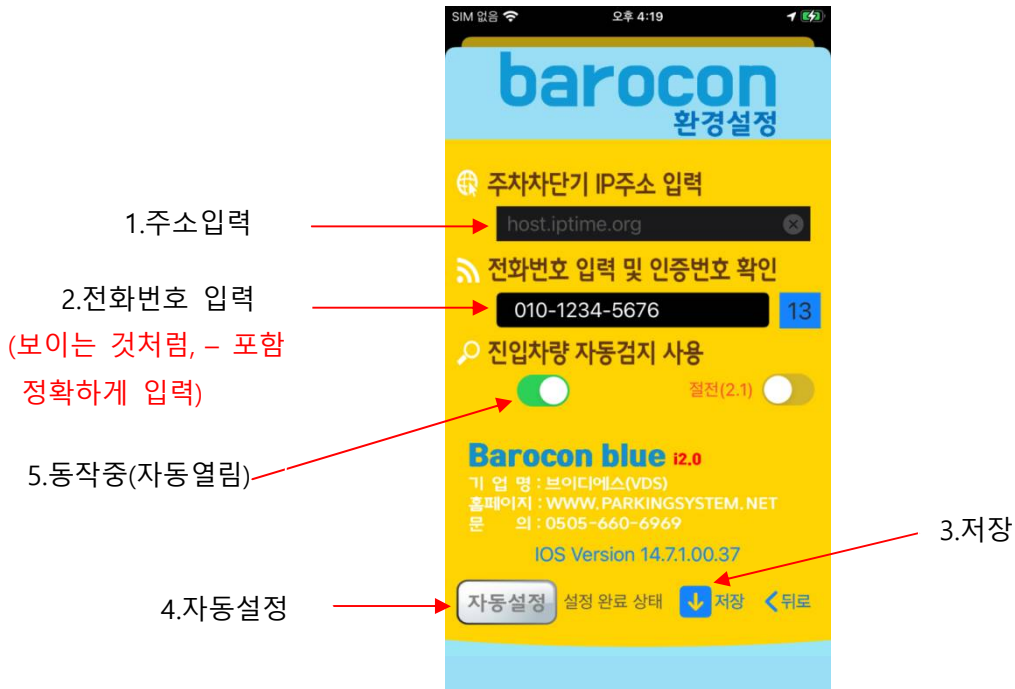 SIM 없음 오후 4:19
barocon
환경설정
주차차단기 IP주소 입력
1.주소입력
host.iptime.org
전화번호 입력 및 인증번호 확인
2.전화번호 입력
010-1234-5676 13
(보이는 것처럼, – 포함
정확하게 입력)
진입차량 자동검지 사용
절전(2.1)
5.동작중(자동열림)
Barocon blue i2.0
기 업 명 : 브이디에스(VDS)
홈페이지 : WWW.PARKINGSYSTEM.NET
문 의 : 0505-660-6969
3.저장
IOS Version 14.7.1.00.37
4.자동설정
자동설정 설정 완료 상태 저장 뒤로